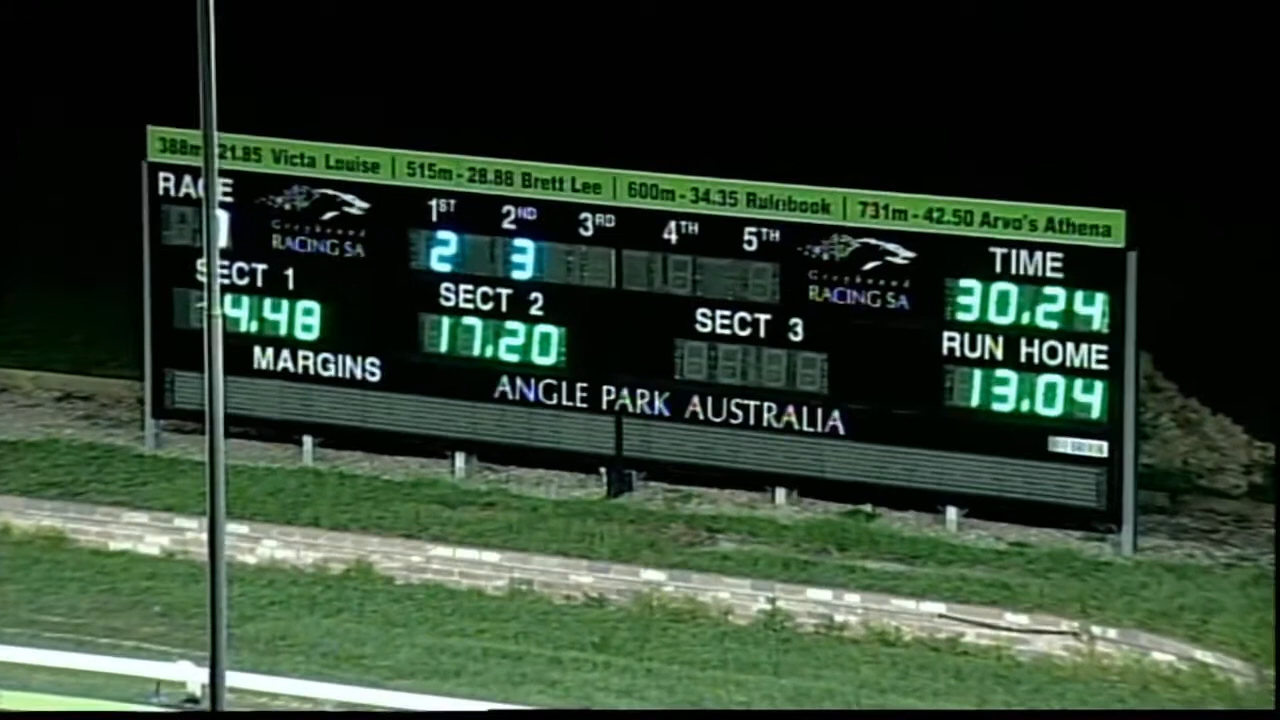 388m - 21.85 Victa Louise | 515m - 28.88 Brett Lee | 600m - 34.35 Rulebook | 731m - 42.50 Arvo's Athena
RACE
Greyhound
RACING SA
1ST 2ND 3RD 4TH 5TH
2 3
Greyhound
RACING SA
TIME
30.24
SECT 1
4.48
SECT 2
17.20
SECT 3
RUN HOME
13.04
MARGINS
ANGLE PARK AUSTRALIA